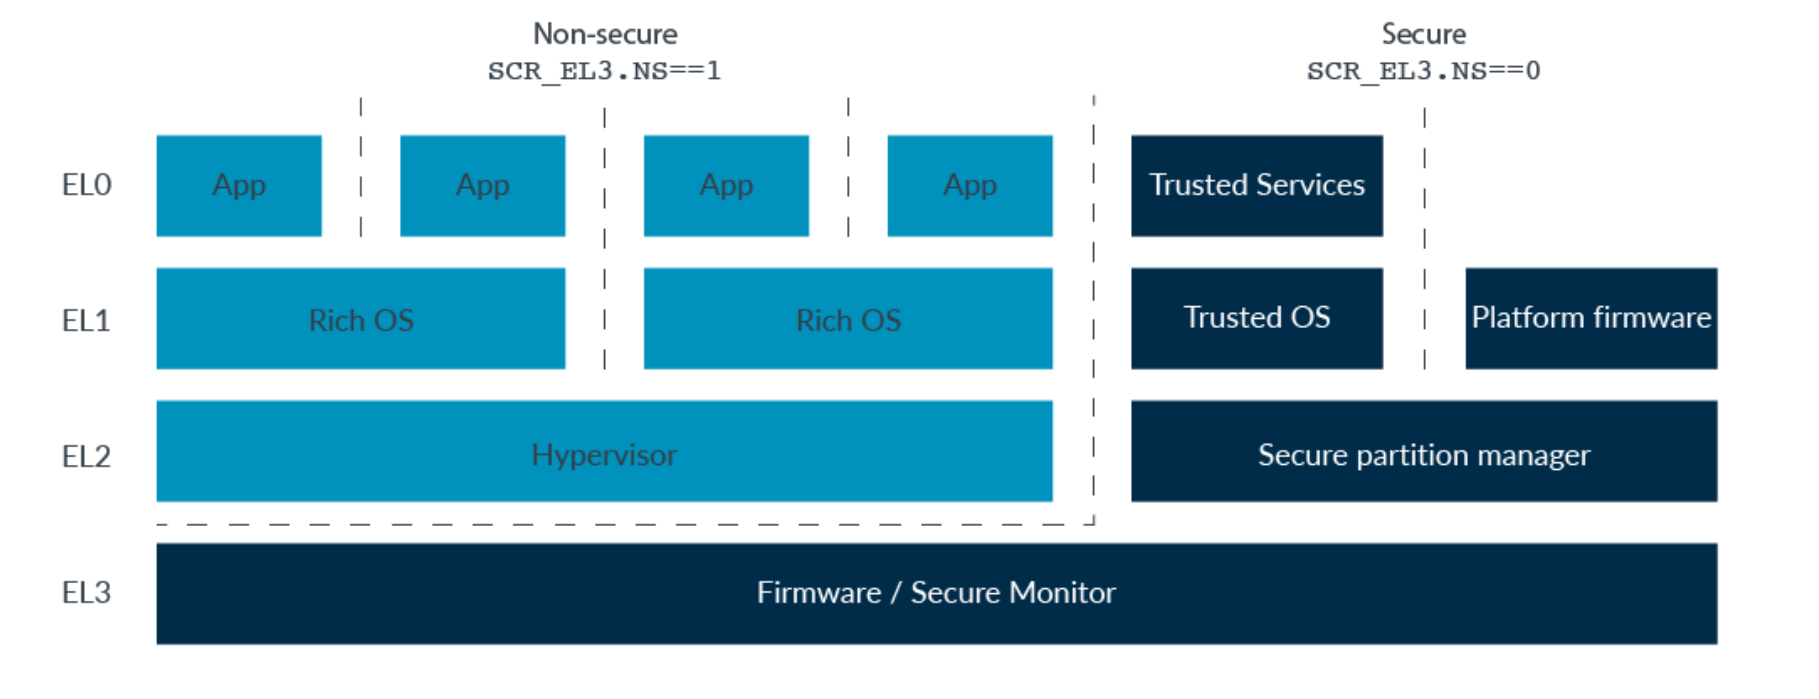 Non-secure
SCR_EL3.NS==1
Secure
SCR_EL3.NS==0
EL0
App
App
App
App
Trusted Services
EL1
Rich OS
Rich OS
Trusted OS
Platform firmware
EL2
Hypervisor
Secure partition manager
EL3
Firmware / Secure Monitor